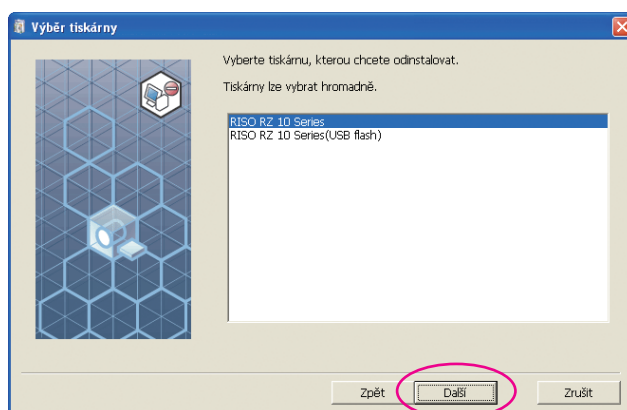 Výběr tiskárny
Vyberte tiskárnu, kterou chcete odinstalovat.
Tiskárny lze vybrat hromadně.
RISO RZ 10 Series
RISO RZ 10 Series(USB flash)
Zpět
Další
Zrušit